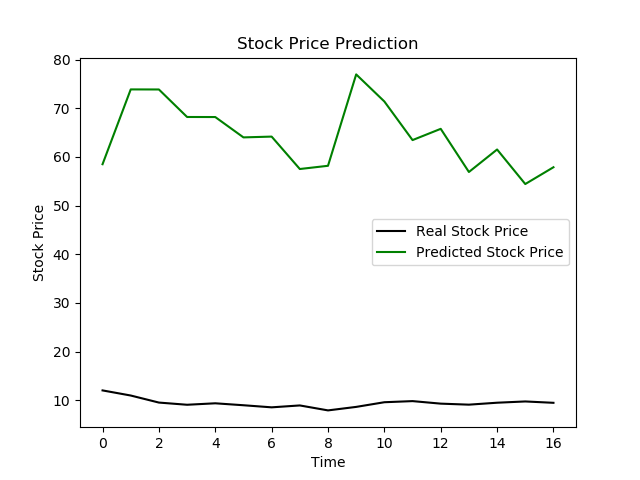 Stock Price Prediction
80
70
60
50
40
30
20
10
Stock Price
Real Stock Price
Predicted Stock Price
0 2 4 6 8 10 12 14 16
Time